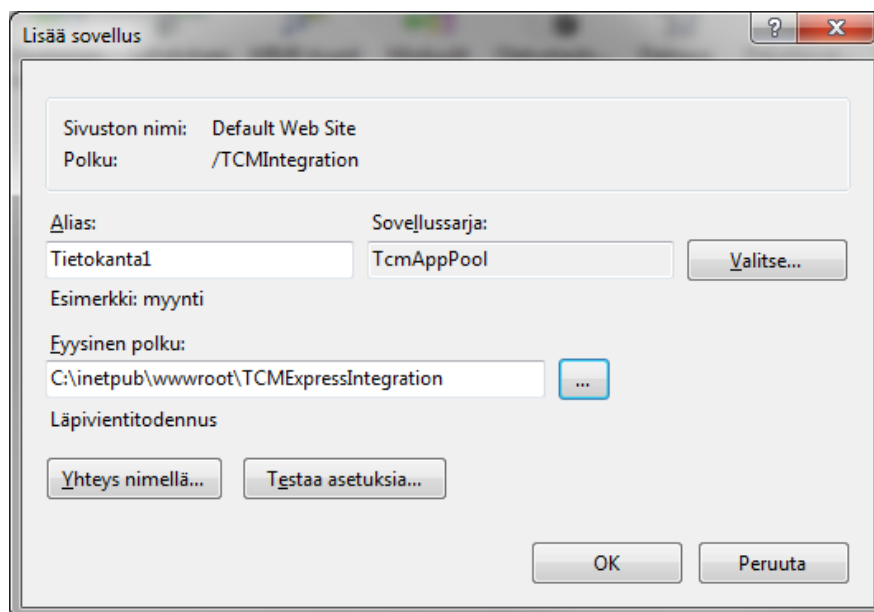 Lisää sovellus
Sivuston nimi: Default Web Site
Polku: /TCMIntegration
Alias: Sovellussarja:
Tietokanta1 TcmAppPool Valitse...
Esimerkki: myynti
Fyysinen polku:
C:\inetpub\wwwroot\TCMExpressIntegration ...
Läpivientitodennus
Yhteys nimellä... Testaa asetuksia...
OK Peruuta